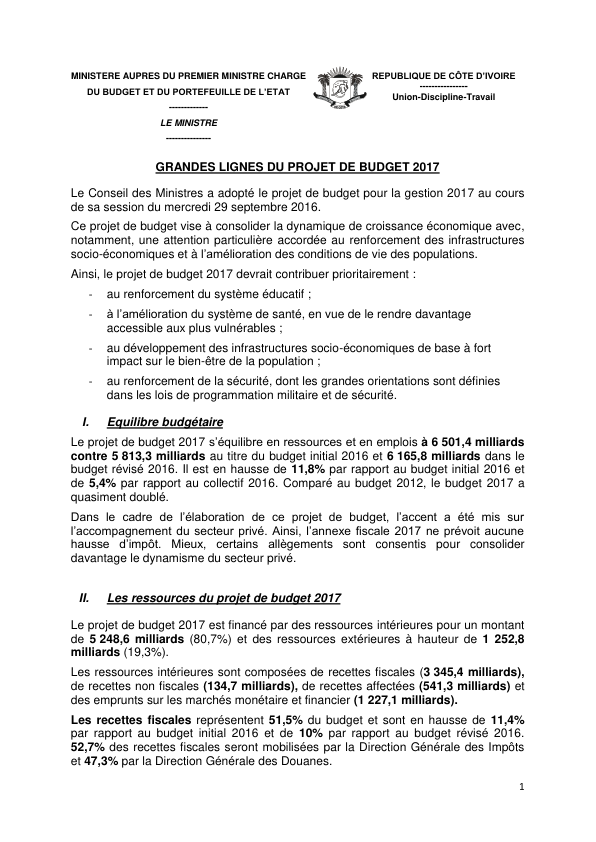 MINISTERE AUPRES DU PREMIER MINISTRE CHARGE
DU BUDGET ET DU PORTEFEUILLE DE L'ETAT
-------------
LE MINISTRE
---------------
REPUBLIQUE DE CÔTE D'IVOIRE
----------------
Union-Discipline-Travail
GRANDES LIGNES DU PROJET DE BUDGET 2017
Le Conseil des Ministres a adopté le projet de budget pour la gestion 2017 au cours
de sa session du mercredi 29 septembre 2016.
Ce projet de budget vise à consolider la dynamique de croissance économique avec,
notamment, une attention particulière accordée au renforcement des infrastructures
socio-économiques et à l'amélioration des conditions de vie des populations.
Ainsi, le projet de budget 2017 devrait contribuer prioritairement :
- au renforcement du système éducatif ;
- à l'amélioration du système de santé, en vue de le rendre davantage
accessible aux plus vulnérables ;
- au développement des infrastructures socio-économiques de base à fort
impact sur le bien-être de la population ;
- au renforcement de la sécurité, dont les grandes orientations sont définies
dans les lois de programmation militaire et de sécurité.
I. Equilibre budgétaire
Le projet de budget 2017 s'équilibre en ressources et en emplois à 6 501,4 milliards
contre 5 813,3 milliards au titre du budget initial 2016 et 6 165,8 milliards dans le
budget révisé 2016. Il est en hausse de 11,8% par rapport au budget initial 2016 et
de 5,4% par rapport au collectif 2016. Comparé au budget 2012, le budget 2017 a
quasiment doublé.
Dans le cadre de l'élaboration de ce projet de budget, l'accent a été mis sur
l'accompagnement du secteur privé. Ainsi, l'annexe fiscale 2017 ne prévoit aucune
hausse d'impôt. Mieux, certains allègements sont consentis pour consolider
davantage le dynamisme du secteur privé.
II. Les ressources du projet de budget 2017
Le projet de budget 2017 est financé par des ressources intérieures pour un montant
de 5 248,6 milliards (80,7%) et des ressources extérieures à hauteur de 1 252,8
milliards (19,3%).
Les ressources intérieures sont composées de recettes fiscales (3 345,4 milliards),
de recettes non fiscales (134,7 milliards), de recettes affectées (541,3 milliards) et
des emprunts sur les marchés monétaire et financier (1 227,1 milliards).
Les recettes fiscales représentent 51,5% du budget et sont en hausse de 11,4%
par rapport au budget initial 2016 et de 10% par rapport au budget révisé 2016.
52,7% des recettes fiscales seront mobilisées par la Direction Générale des Impôts
et 47,3% par la Direction Générale des Douanes.
1